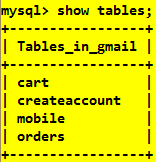 mysql> show tables;
+-----------------+
| Tables_in_gmail |
+-----------------+
| cart            |
| createaccount   |
| mobile          |
| orders          |
+-----------------+